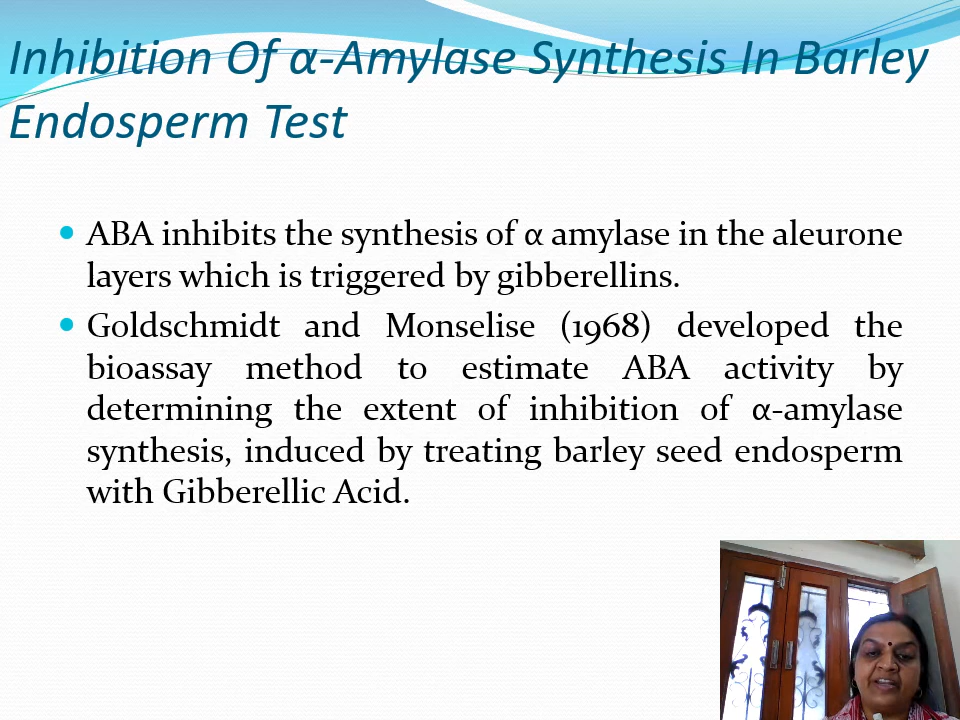 Inhibition Of α-Amylase Synthesis In Barley
Endosperm Test
ABA inhibits the synthesis of α amylase in the aleurone
layers which is triggered by gibberellins.
Goldschmidt and Monselise (1968) developed the
bioassay method to estimate ABA activity by
determining the extent of inhibition of α-amylase
synthesis, induced by treating barley seed endosperm
with Gibberellic Acid.